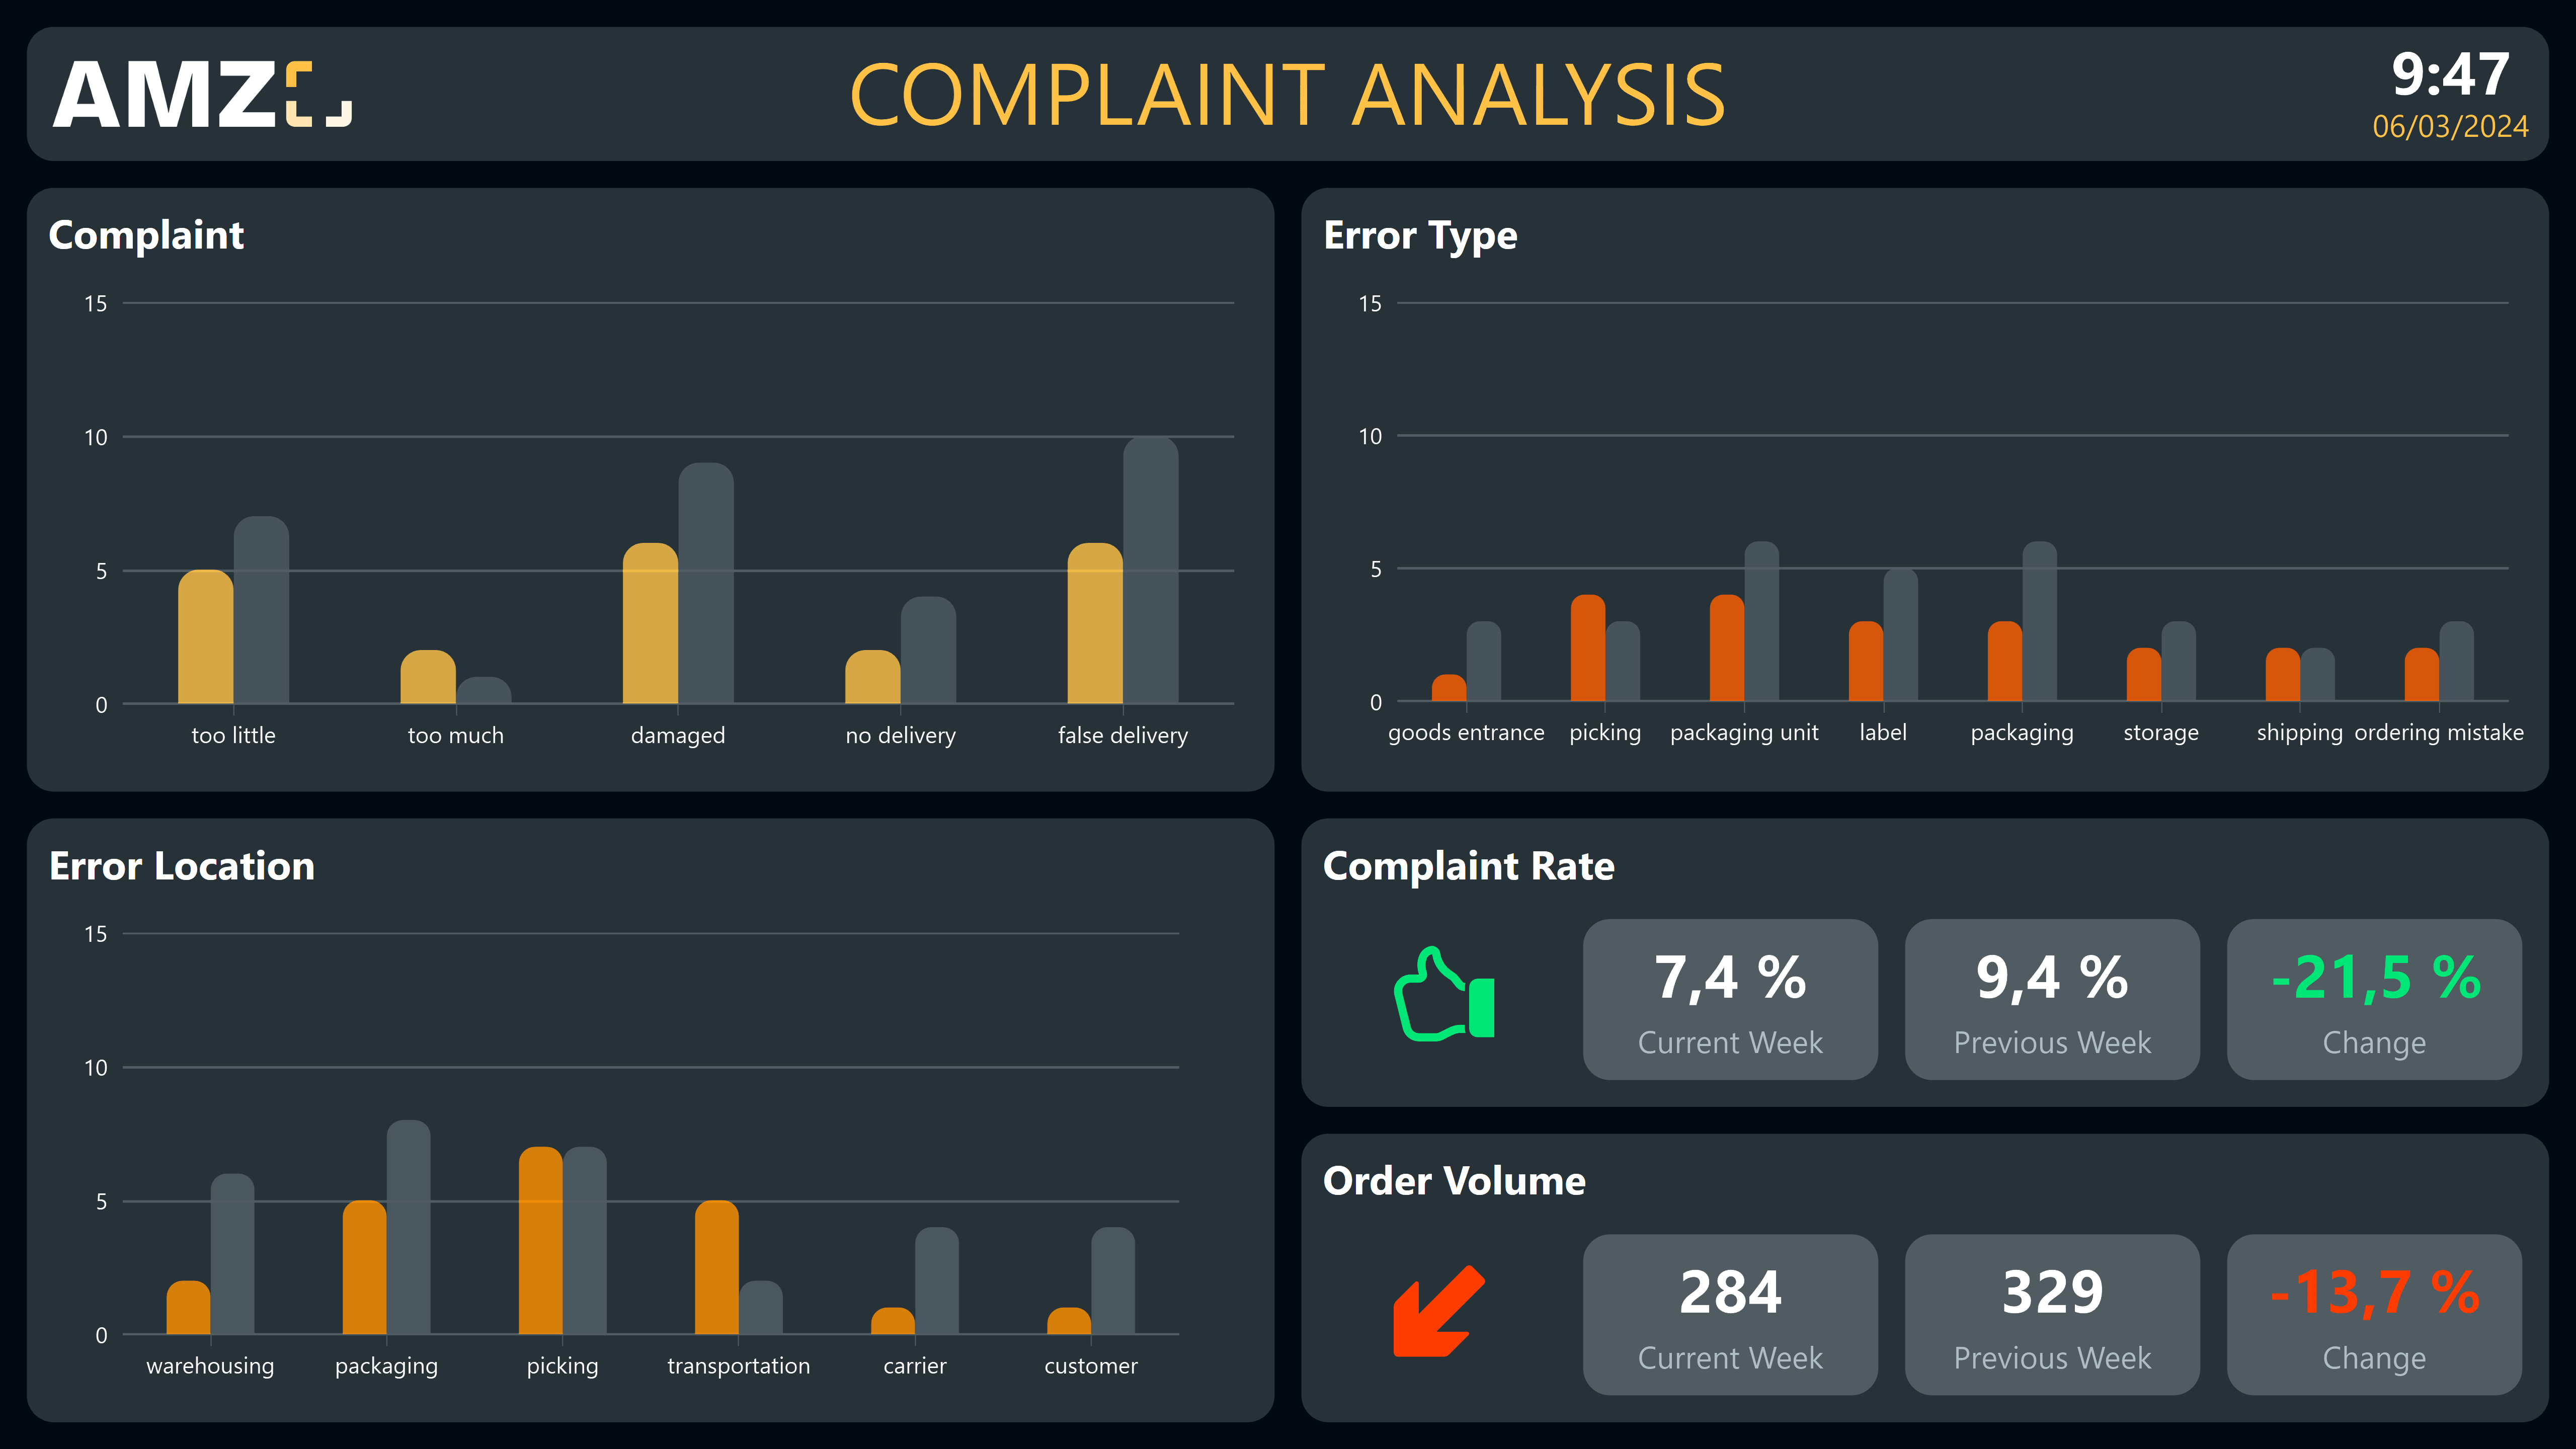 AMZ
COMPLAINT ANALYSIS
9:47
06/03/2024
Complaint
15
10
5
0
too little too much damaged no delivery false delivery
Error Type
15
10
5
0
goods entrance picking packaging unit label packaging storage shipping ordering mistake
Error Location
15
10
5
0
warehousing packaging picking transportation carrier customer
Complaint Rate
7,4 % 9,4 % -21,5 %
Current Week Previous Week Change
Order Volume
284 329 -13,7 %
Current Week Previous Week Change